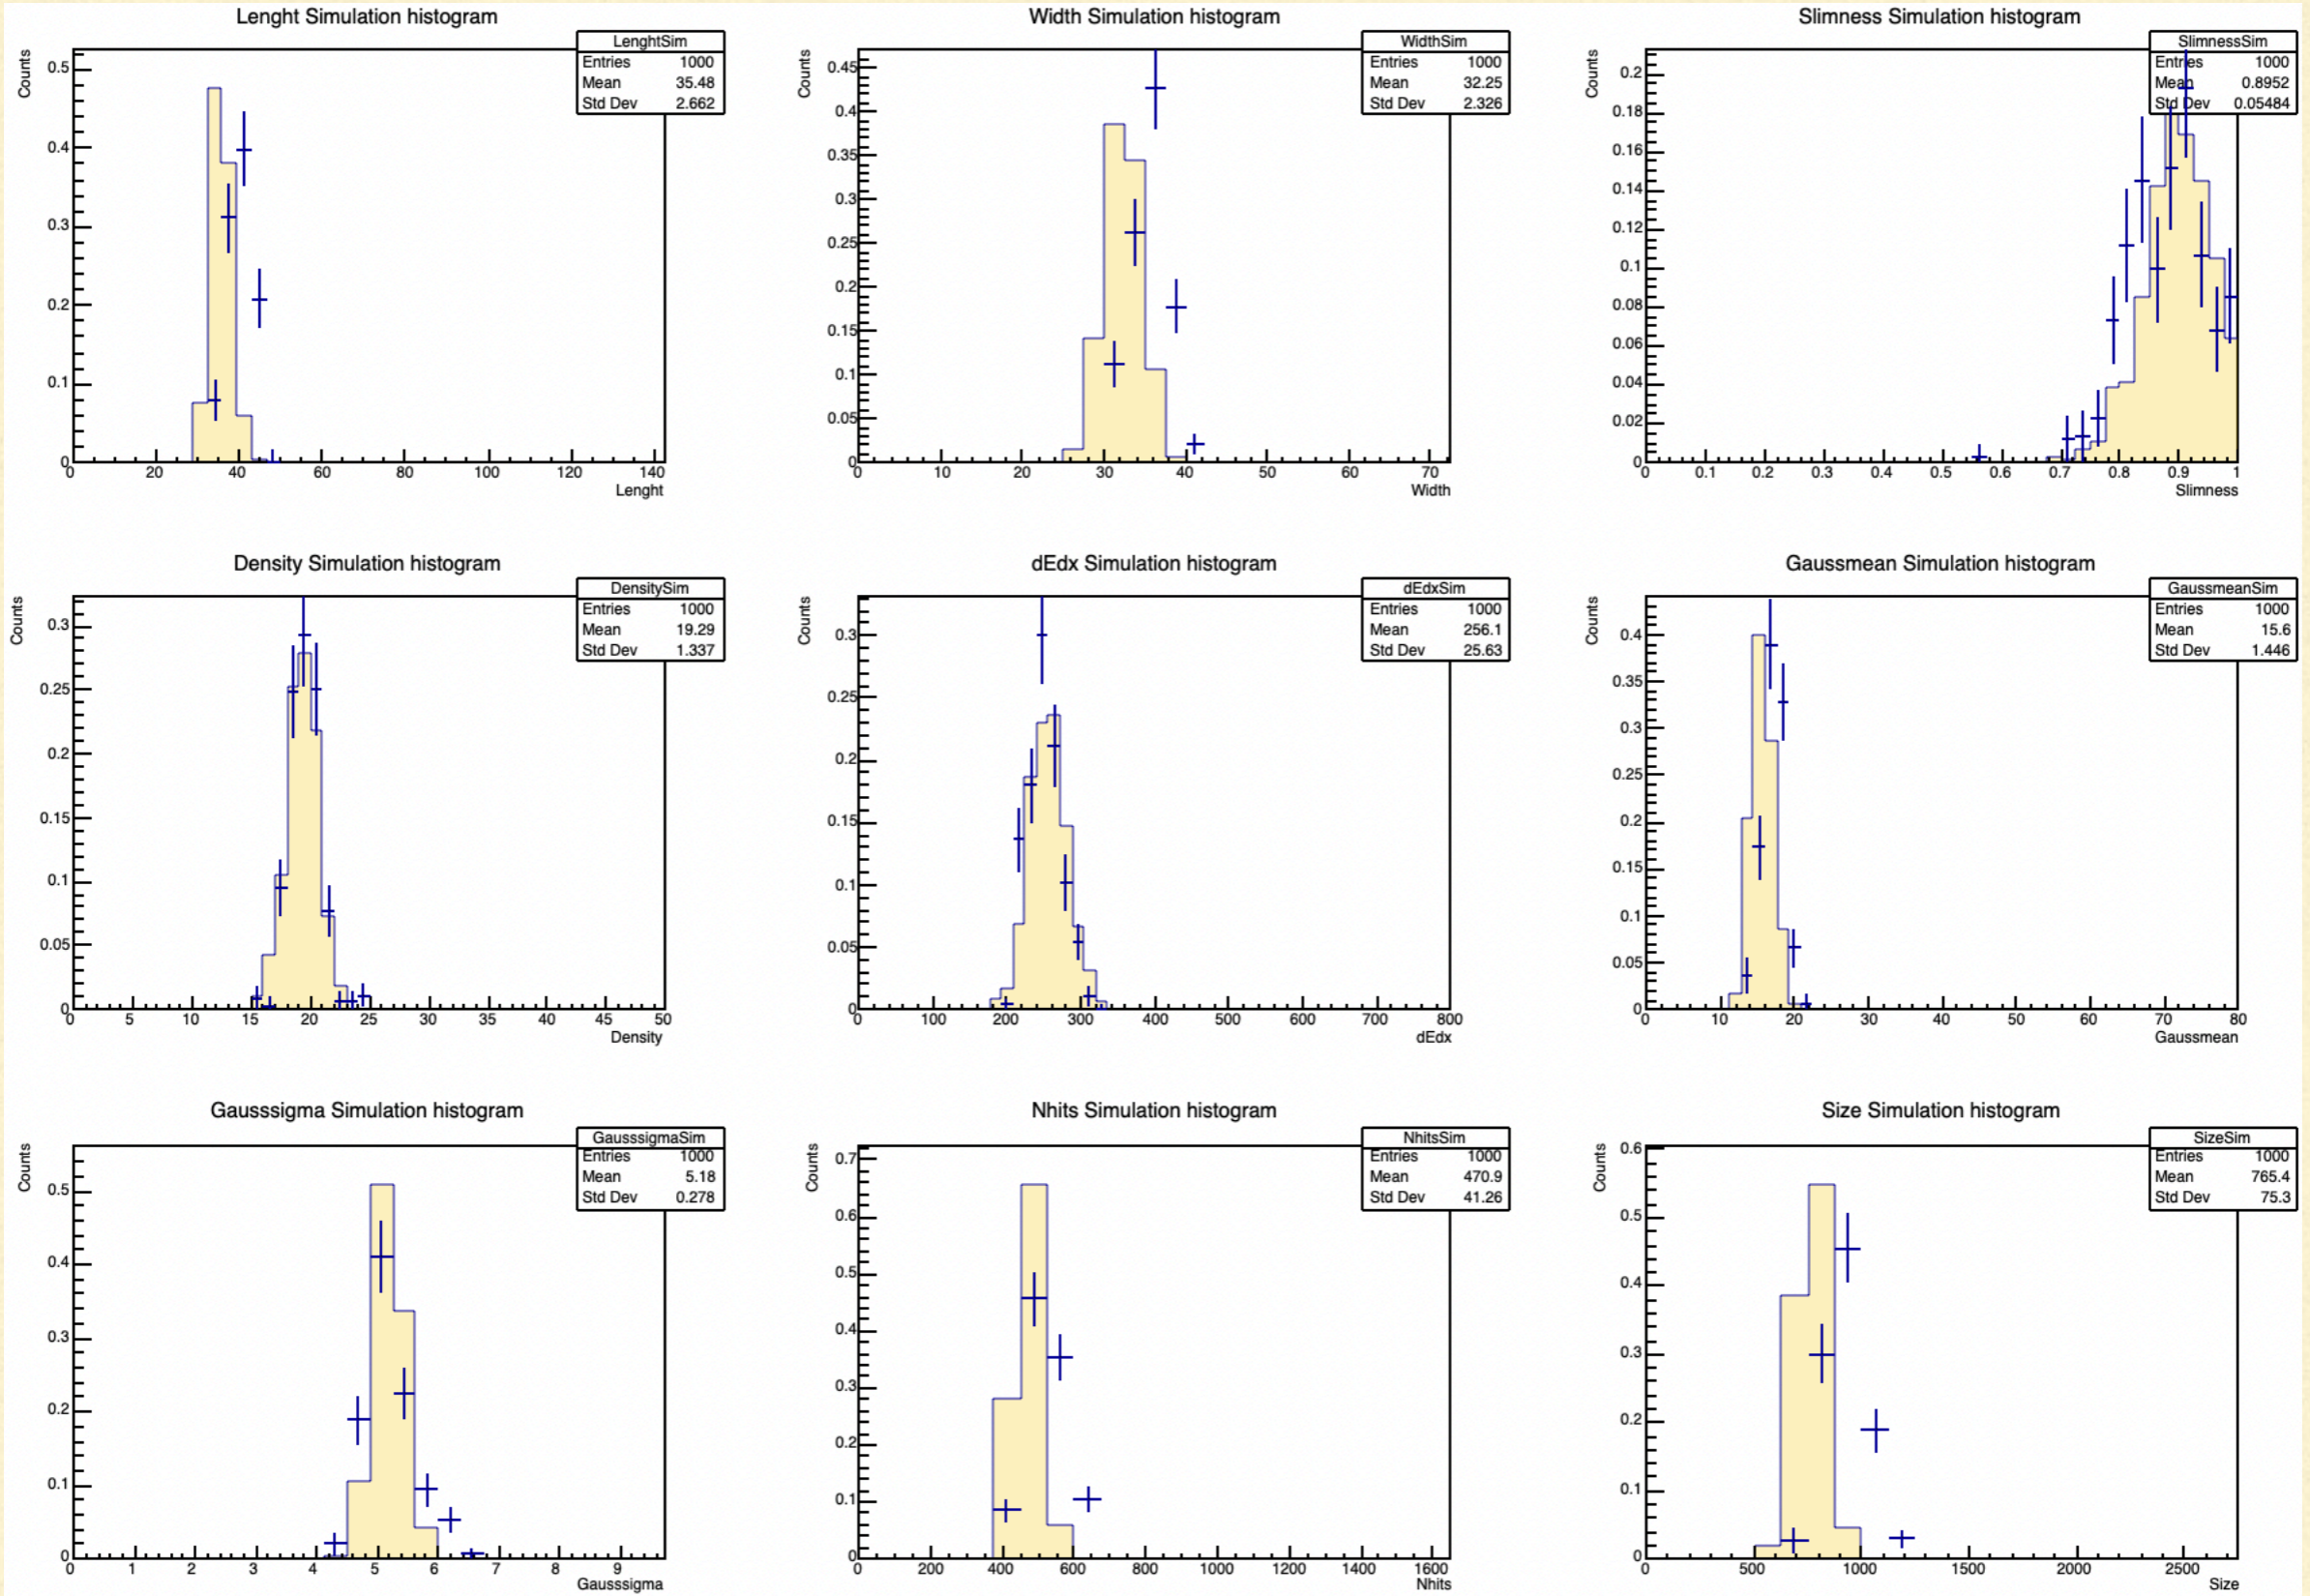 Lenght Simulation histogram
LenghtSim
Entries 1000
Mean 35.48
Std Dev 2.662
Counts
0.5
0.4
0.3
0.2
0.1
0
0 20 40 60 80 100 120 140
Lenght
Width Simulation histogram
WidthSim
Entries 1000
Mean 32.25
Std Dev 2.326
Counts
0.45
0.4
0.35
0.3
0.25
0.2
0.15
0.1
0.05
0
0 10 20 30 40 50 60 70
Width
Slimness Simulation histogram
SlimnessSim
Entries 1000
Mean 0.8952
Std Dev 0.05484
Counts
0.2
0.18
0.16
0.14
0.12
0.1
0.08
0.06
0.04
0.02
0
0 0.1 0.2 0.3 0.4 0.5 0.6 0.7 0.8 0.9 1
Slimness
Density Simulation histogram
DensitySim
Entries 1000
Mean 19.29
Std Dev 1.337
Counts
0.3
0.25
0.2
0.15
0.1
0.05
0
0 5 10 15 20 25 30 35 40 45 50
Density
dEdx Simulation histogram
dEdxSim
Entries 1000
Mean 256.1
Std Dev 25.63
Counts
0.3
0.25
0.2
0.15
0.1
0.05
0
0 100 200 300 400 500 600 700 800
dEdx
Gaussmean Simulation histogram
GaussmeanSim
Entries 1000
Mean 15.6
Std Dev 1.446
Counts
0.4
0.35
0.3
0.25
0.2
0.15
0.1
0.05
0
0 10 20 30 40 50 60 70 80
Gaussmean
Gausssigma Simulation histogram
GausssigmaSim
Entries 1000
Mean 5.18
Std Dev 0.278
Counts
0.5
0.4
0.3
0.2
0.1
0
0 1 2 3 4 5 6 7 8 9
Gausssigma
Nhits Simulation histogram
NhitsSim
Entries 1000
Mean 470.9
Std Dev 41.26
Counts
0.7
0.6
0.5
0.4
0.3
0.2
0.1
0
0 200 400 600 800 1000 1200 1400 1600
Nhits
Size Simulation histogram
SizeSim
Entries 1000
Mean 765.4
Std Dev 75.3
Counts
0.6
0.5
0.4
0.3
0.2
0.1
0
0 500 1000 1500 2000 2500
Size